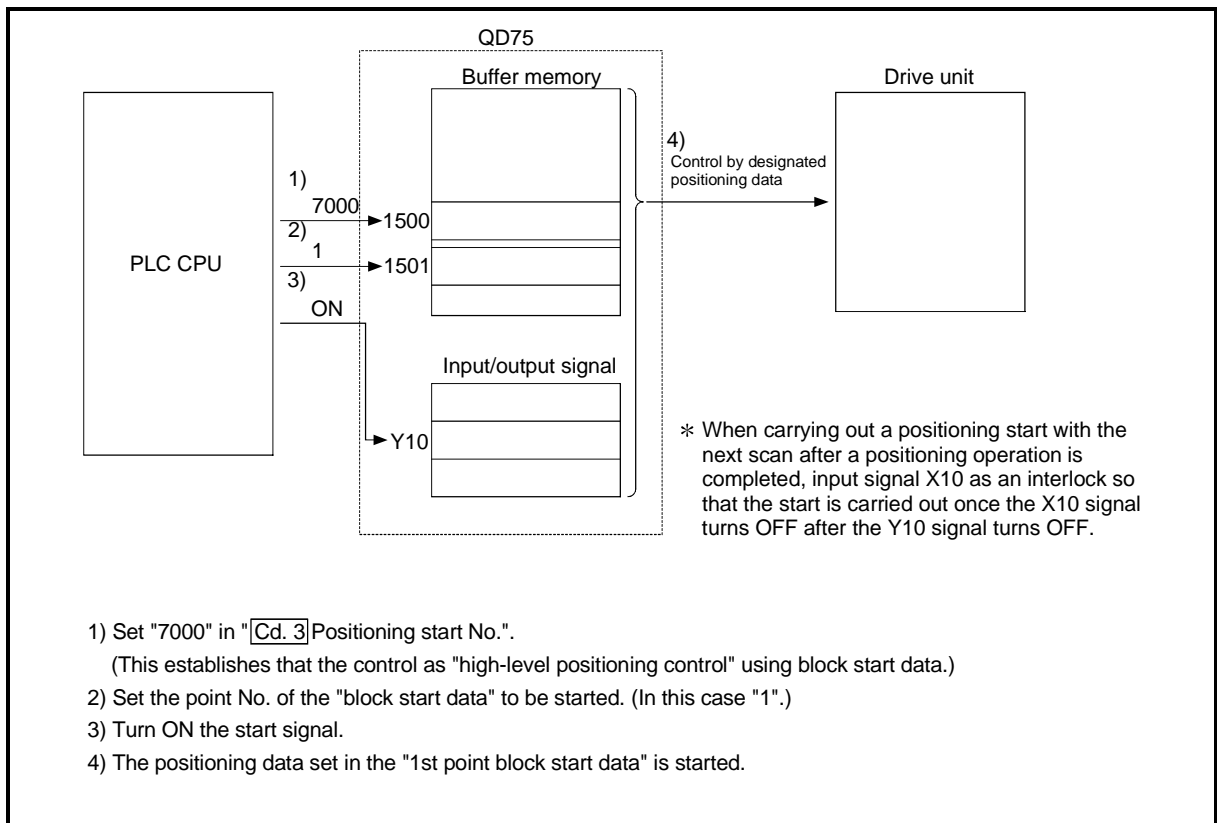 QD75
Buffer memory
Drive unit
4)
Control by designated
positioning data
1)
7000
1500
2)
1
PLC CPU
1501
3)
ON
Input/output signal
Y10
* When carrying out a positioning start with the
next scan after a positioning operation is
completed, input signal X10 as an interlock so
that the start is carried out once the X10 signal
turns OFF after the Y10 signal turns OFF.
1) Set "7000" in " Cd. 3 Positioning start No.".
(This establishes that the control as "high-level positioning control" using block start data.)
2) Set the point No. of the "block start data" to be started. (In this case "1".)
3) Turn ON the start signal.
4) The positioning data set in the "1st point block start data" is started.